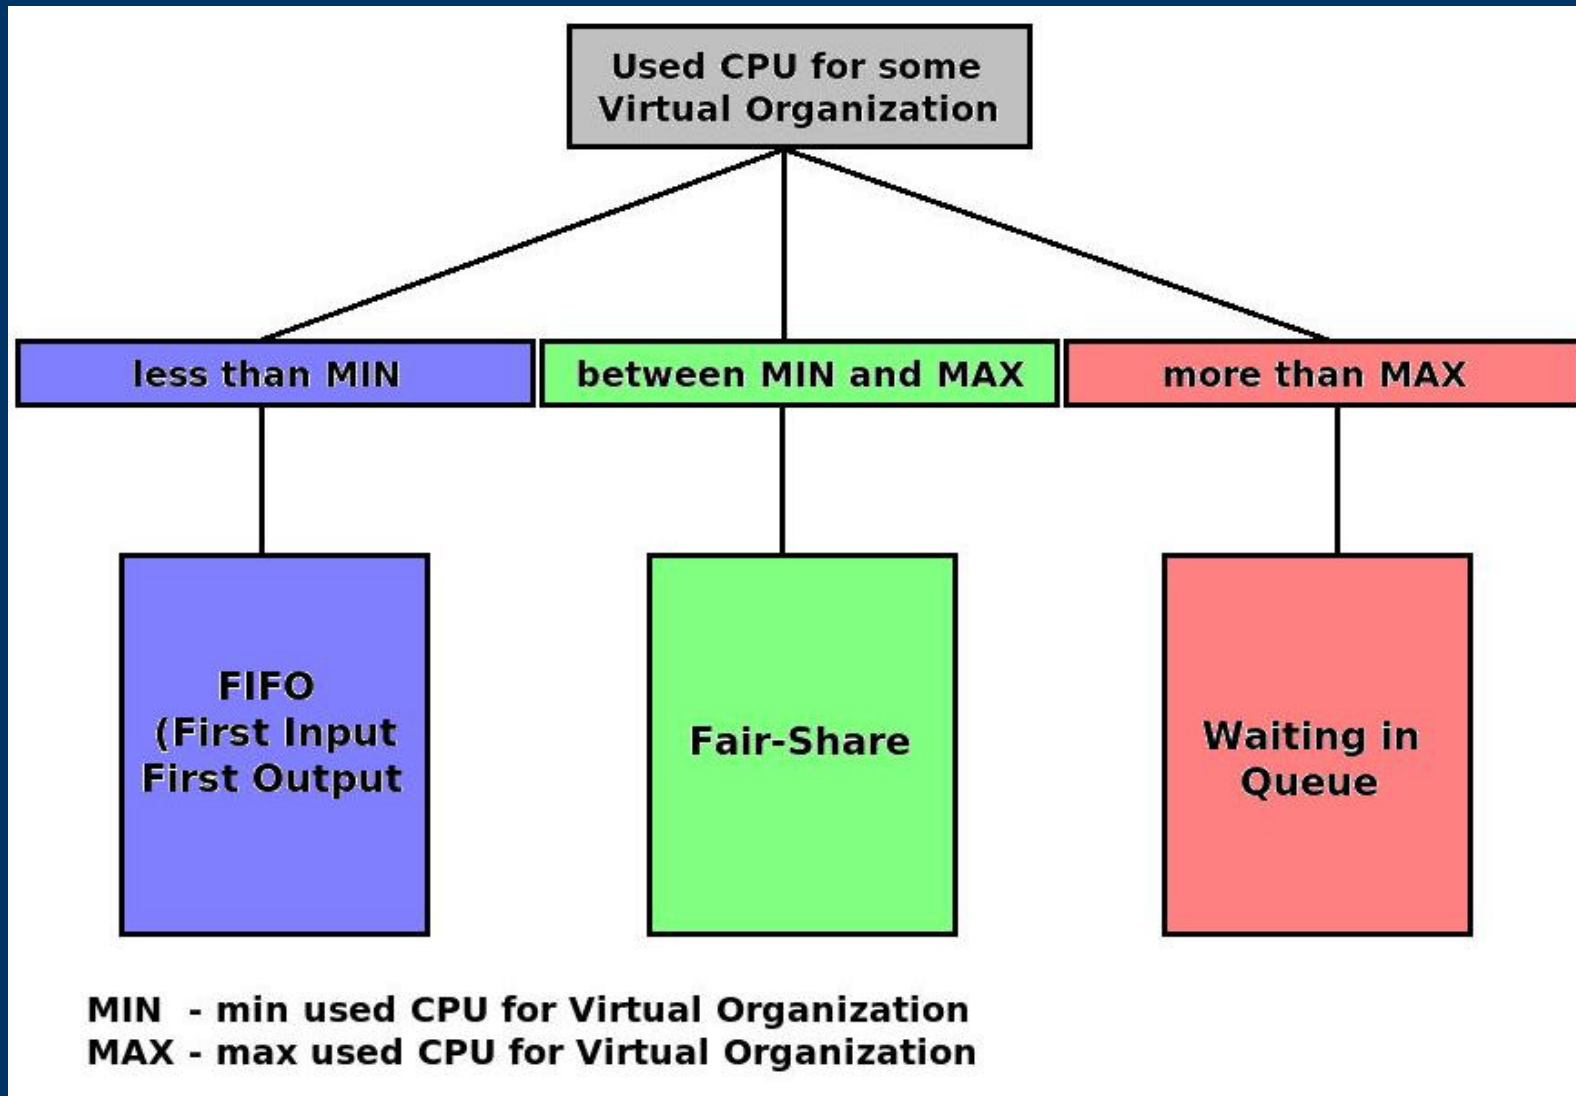 Used CPU for some
Virtual Organization
less than MIN
between MIN and MAX
more than MAX
FIFO
(First Input
First Output
Fair-Share
Waiting in
Queue
MIN - min used CPU for Virtual Organization
MAX - max used CPU for Virtual Organization